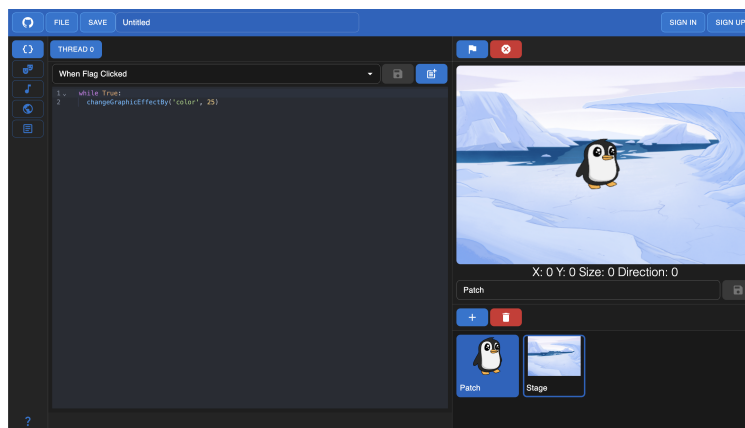 FILE SAVE Untitled SIGN IN SIGN UP
THREAD 0
When Flag Clicked
1 while True:
2 changeGraphicEffectBy('color', 25)
X: 0 Y: 0 Size: 0 Direction: 0
Patch
Patch Stage
?